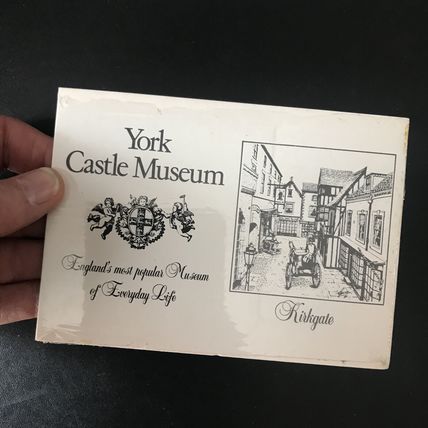 York
Castle Museum
England's most popular Museum
of Everyday Life
Kirkgate